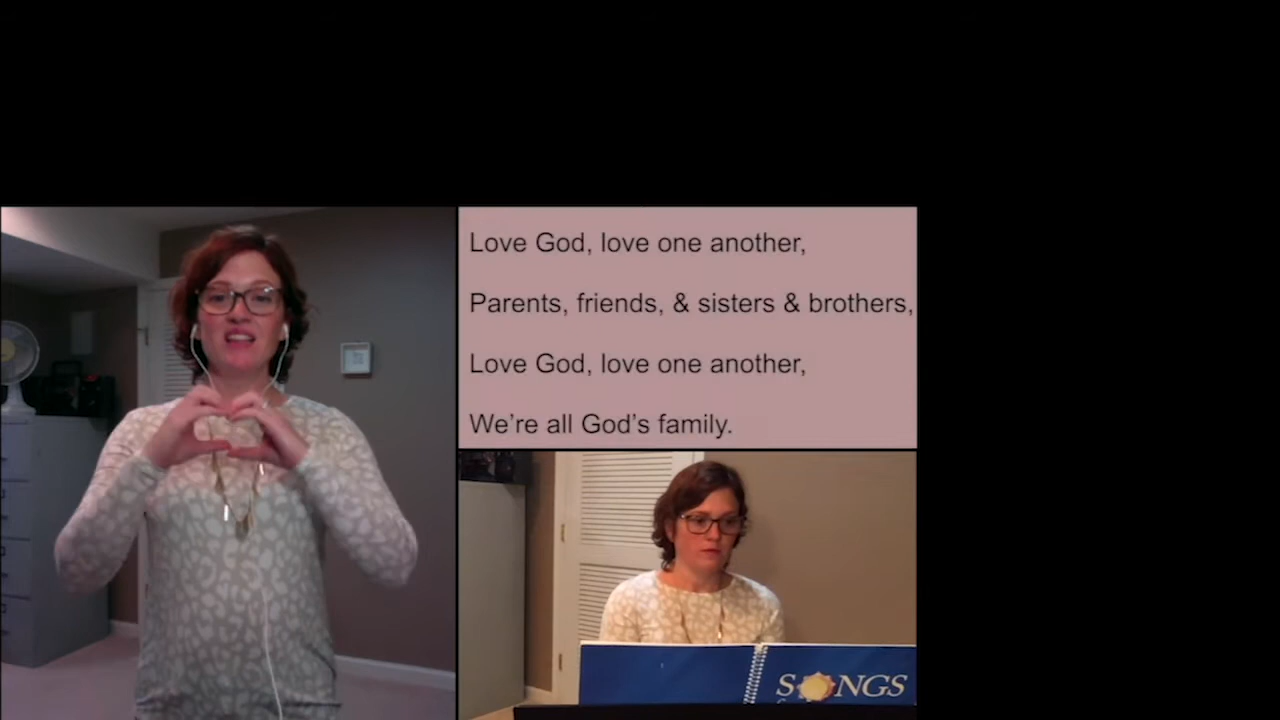 Love God, love one another,
Parents, friends, & sisters & brothers,
Love God, love one another,
We're all God's family.
SONGS